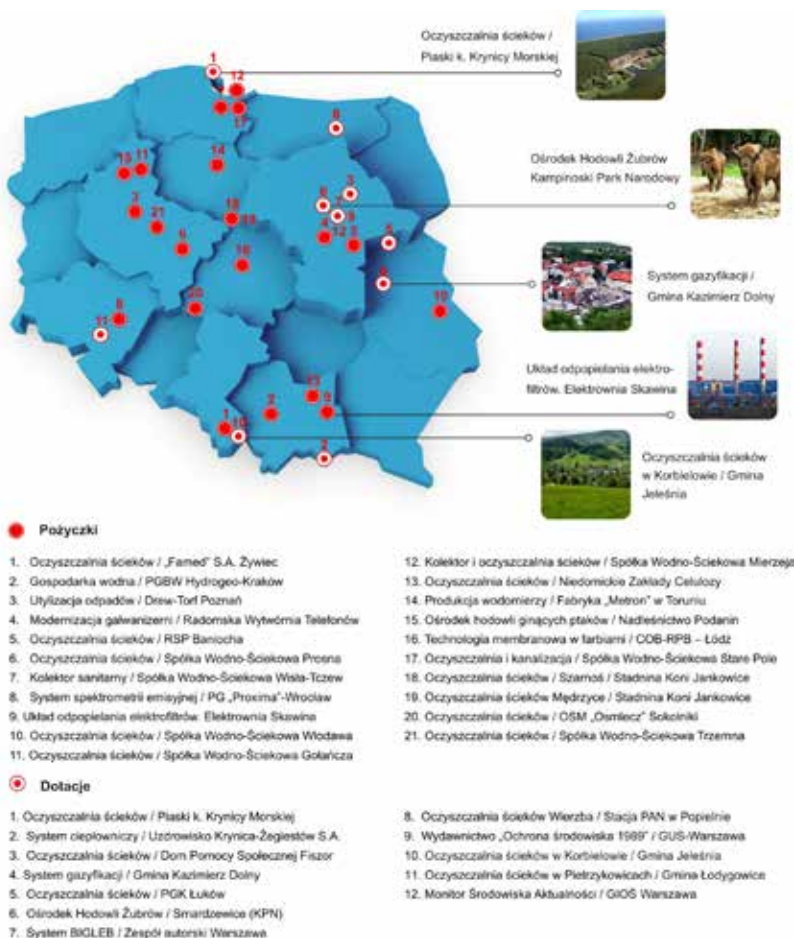 Oczyszczalnia ścieków /
Piaski k. Krynicy Morskiej
Ośrodek Hodowli Żubrów
Kampinoski Park Narodowy
System gazyfikacji /
Gmina Kazimierz Dolny
Układ odpopielania elektro-
filtrów. Elektrownia Skawina
Oczyszczalnia ścieków
w Korbielowie / Gmina
Jeleśnia
Pożyczki
1. Oczyszczalnia ścieków / „Famed” S.A. Żywiec
2. Gospodarka wodna / PGBW Hydrogeo-Kraków
3. Utylizacja odpadów / Drew-Torf Poznań
4. Modernizacja galwanizerni / Radomska Wytwórnia Telefonów
5. Oczyszczalnia ścieków / RSP Baniocha
6. Oczyszczalnia ścieków / Spółka Wodno-Ściekowa Prosna
7. Kolektor sanitarny / Spółka Wodno-Ściekowa Wisła-Tczew
8. System spektrometrii emisyjnej / PG „Proxima”-Wrocław
9. Układ odpopielania elektrofiltrów. Elektrownia Skawina
10. Oczyszczalnia ścieków / Spółka Wodno-Ściekowa Włodawa
11. Oczyszczalnia ścieków / Spółka Wodno-Ściekowa Gołańcza
12. Kolektor i oczyszczalnia ścieków / Spółka Wodno-Ściekowa Mierzeja
13. Oczyszczalnia ścieków / Niedomickie Zakłady Celulozy
14. Produkcja wodomierzy / Fabryka „Metron” w Toruniu
15. Ośrodek hodowli ginących ptaków / Nadleśnictwo Podanin
16. Technologia membranowa w farbiarni / COB-RPB – Łódź
17. Oczyszczalnia i kanalizacja / Spółka Wodno-Ściekowa Stare Pole
18. Oczyszczalnia ścieków / Szarnoś / Stadnina Koni Jankowice
19. Oczyszczalnia ścieków Mędrzyce / Stadnina Koni Jankowice
20. Oczyszczalnia ścieków / OSM „Osmlecz” Sokolniki
21. Oczyszczalnia ścieków / Spółka Wodno-Ściekowa Trzemna
Dotacje
1. Oczyszczalnia ścieków / Piaski k. Krynicy Morskiej
2. System ciepłowniczy / Uzdrowisko Krynica-Żegiestów S.A.
3. Oczyszczalnia ścieków / Dom Pomocy Społecznej Fiszor
4. System gazyfikacji / Gmina Kazimierz Dolny
5. Oczyszczalnia ścieków / PGK Łuków
6. Ośrodek Hodowli Żubrów / Smardzewice (KPN)
7. System BIGLEB / Zespół autorski Warszawa
8. Oczyszczalnia ścieków Wierzba / Stacja PAN w Popielnie
9. Wydawnictwo „Ochrona środowiska 1989” / GUS-Warszawa
10. Oczyszczalnia ścieków w Korbielowie / Gmina Jeleśnia
11. Oczyszczalnia ścieków w Pietrzykowicach / Gmina Łodygowice
12. Monitor Środowiska Aktualności / GIOŚ Warszawa